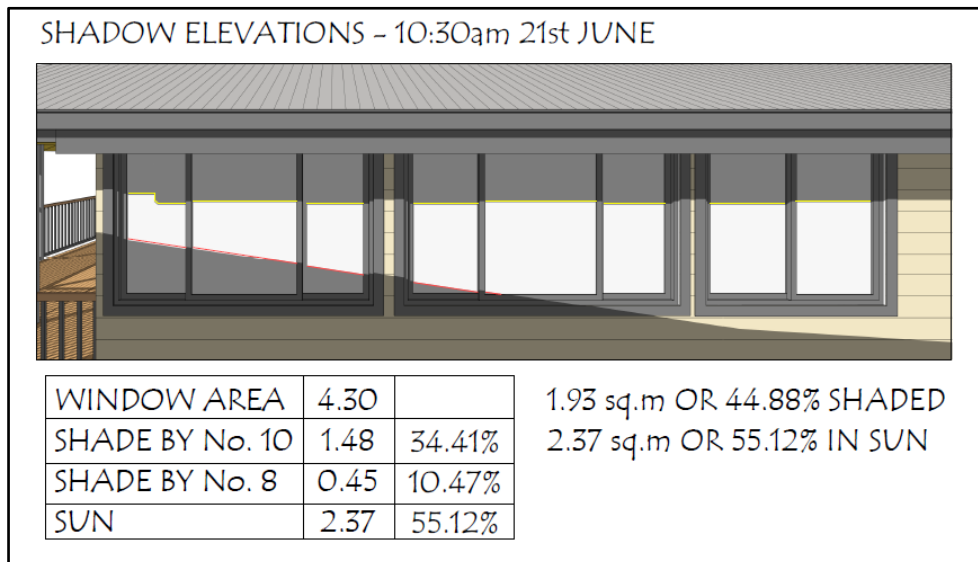 SHADOW ELEVATIONS - 10:30am 21st JUNE
WINDOW AREA 4.30
SHADE BY No. 10 1.48 34.41%
SHADE BY No. 8 0.45 10.47%
SUN 2.37 55.12%
1.93 sq.m OR 44.88% SHADED
2.37 sq.m OR 55.12% IN SUN